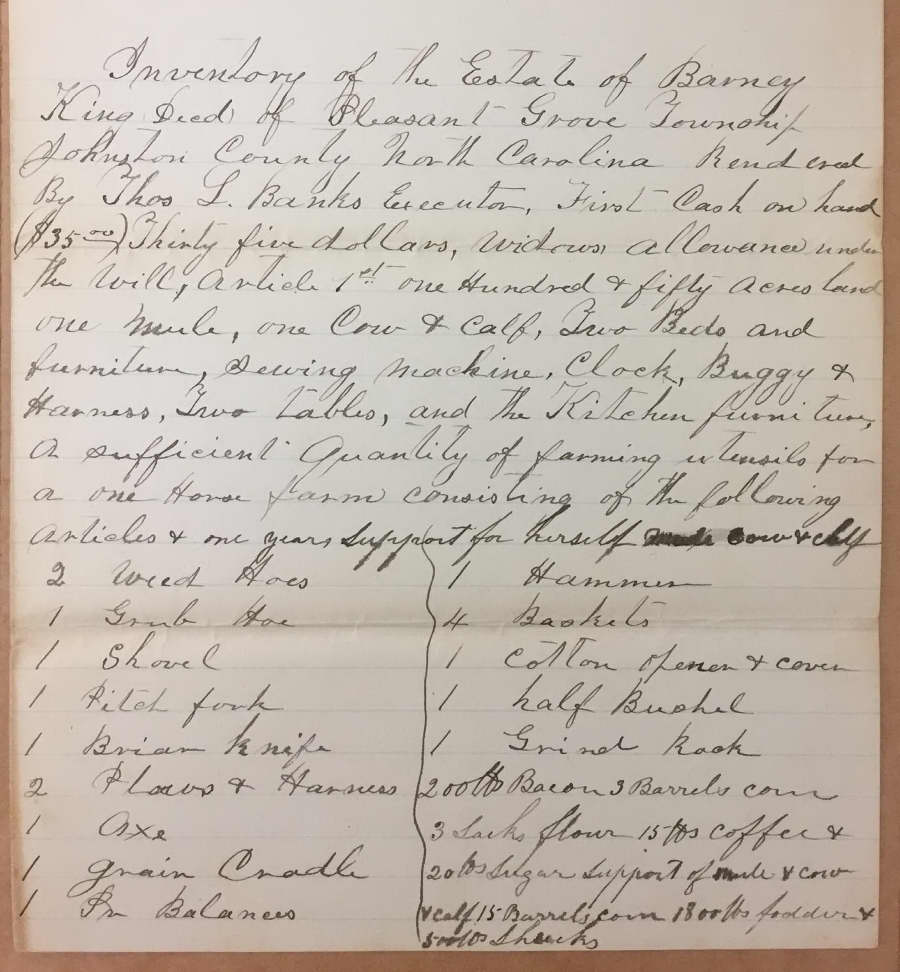 Inventory of the Estate of Barney
King Decd of Pleasant Grove Township
Johnston County North Carolina Rendered
By Thos L. Banks Executor, First Cash on hand
($35.00) Thirty five dollars, Widows allowance under
the Will, Article 1st one Hundred & fifty Acres land
one Mule, one Cow & Calf, Two Beds and
furniture, Sewing Machine, Clock, Buggy &
Harness, Two tables, and the Kitchen furniture,
A sufficient Quantity of farming utensils for
a one Horse farm consisting of the following
Articles & one years Support for herself mule cow & calf
2 Weed Hoes
1 Grub Hoe
1 Shovel
1 Pitch fork
1 Briar knife
2 Plows & Harness
1 Axe
1 grain Cradle
1 Pr Balances
1 Hammer
4 Baskets
1 Cotton opener & cover
1 half Bushel
1 Grind Rock
200 lbs Bacon 3 Barrels corn
3 Sacks flour 15 lbs coffee &
20 lbs Sugar Support of mule & cow
& calf 15 Barrels corn 1800 lbs fodder &
500 lbs Shucks